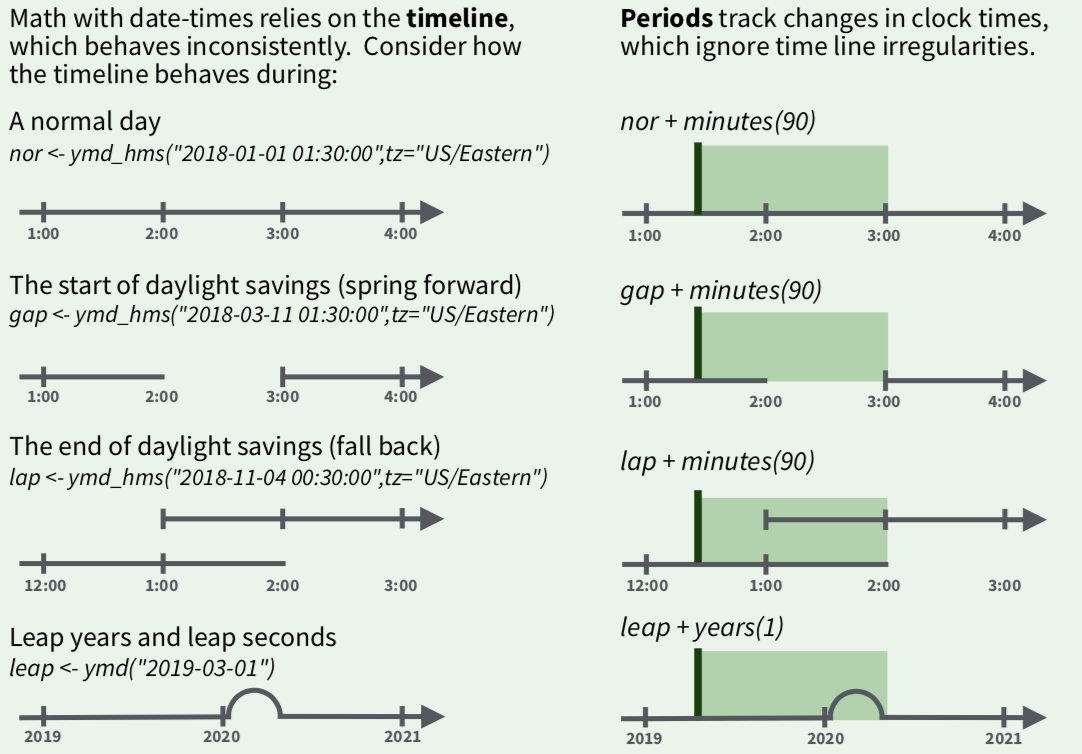 Math with date-times relies on the timeline,
which behaves inconsistently. Consider how
the timeline behaves during:
A normal day
nor <- ymd_hms("2018-01-01 01:30:00",tz="US/Eastern")
1:00 2:00 3:00 4:00
The start of daylight savings (spring forward)
gap <- ymd_hms("2018-03-11 01:30:00",tz="US/Eastern")
1:00 2:00 3:00 4:00
The end of daylight savings (fall back)
lap <- ymd_hms("2018-11-04 00:30:00",tz="US/Eastern")
12:00 1:00 2:00 3:00
Leap years and leap seconds
leap <- ymd("2019-03-01")
2019 2020 2021
Periods track changes in clock times,
which ignore time line irregularities.
nor + minutes(90)
1:00 2:00 3:00 4:00
gap + minutes(90)
1:00 2:00 3:00 4:00
lap + minutes(90)
12:00 1:00 2:00 3:00
leap + years(1)
2019 2020 2021